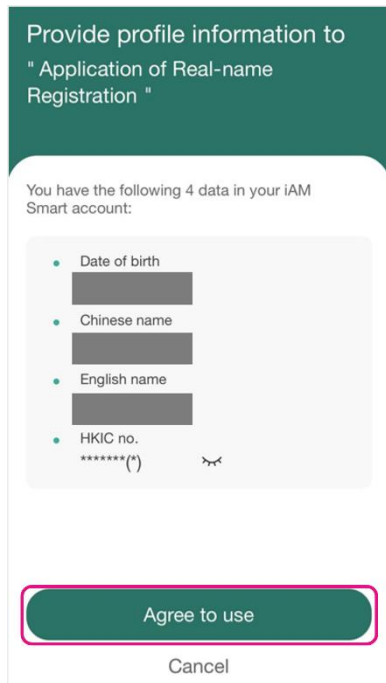 Provide profile information to
" Application of Real-name
Registration "
You have the following 4 data in your iAM
Smart account:
Date of birth
Chinese name
English name
HKIC no.
*******(*)
Agree to use
Cancel